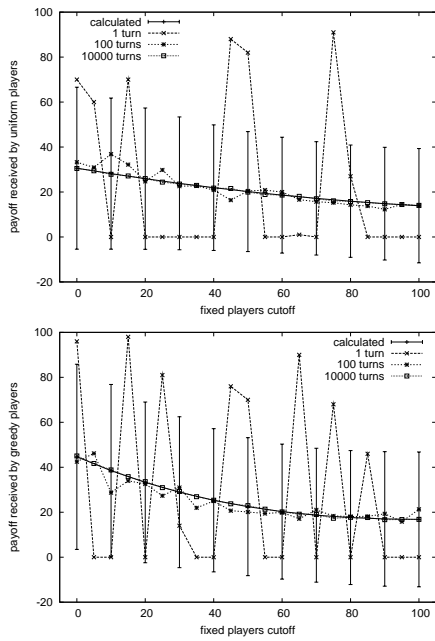 calculated
1 turn
100 turns
10000 turns
100
80
60
40
20
0
-20
payoff received by uniform players
0 20 40 60 80 100
fixed players cutoff
calculated
1 turn
100 turns
10000 turns
100
80
60
40
20
0
-20
payoff received by greedy players
0 20 40 60 80 100
fixed players cutoff